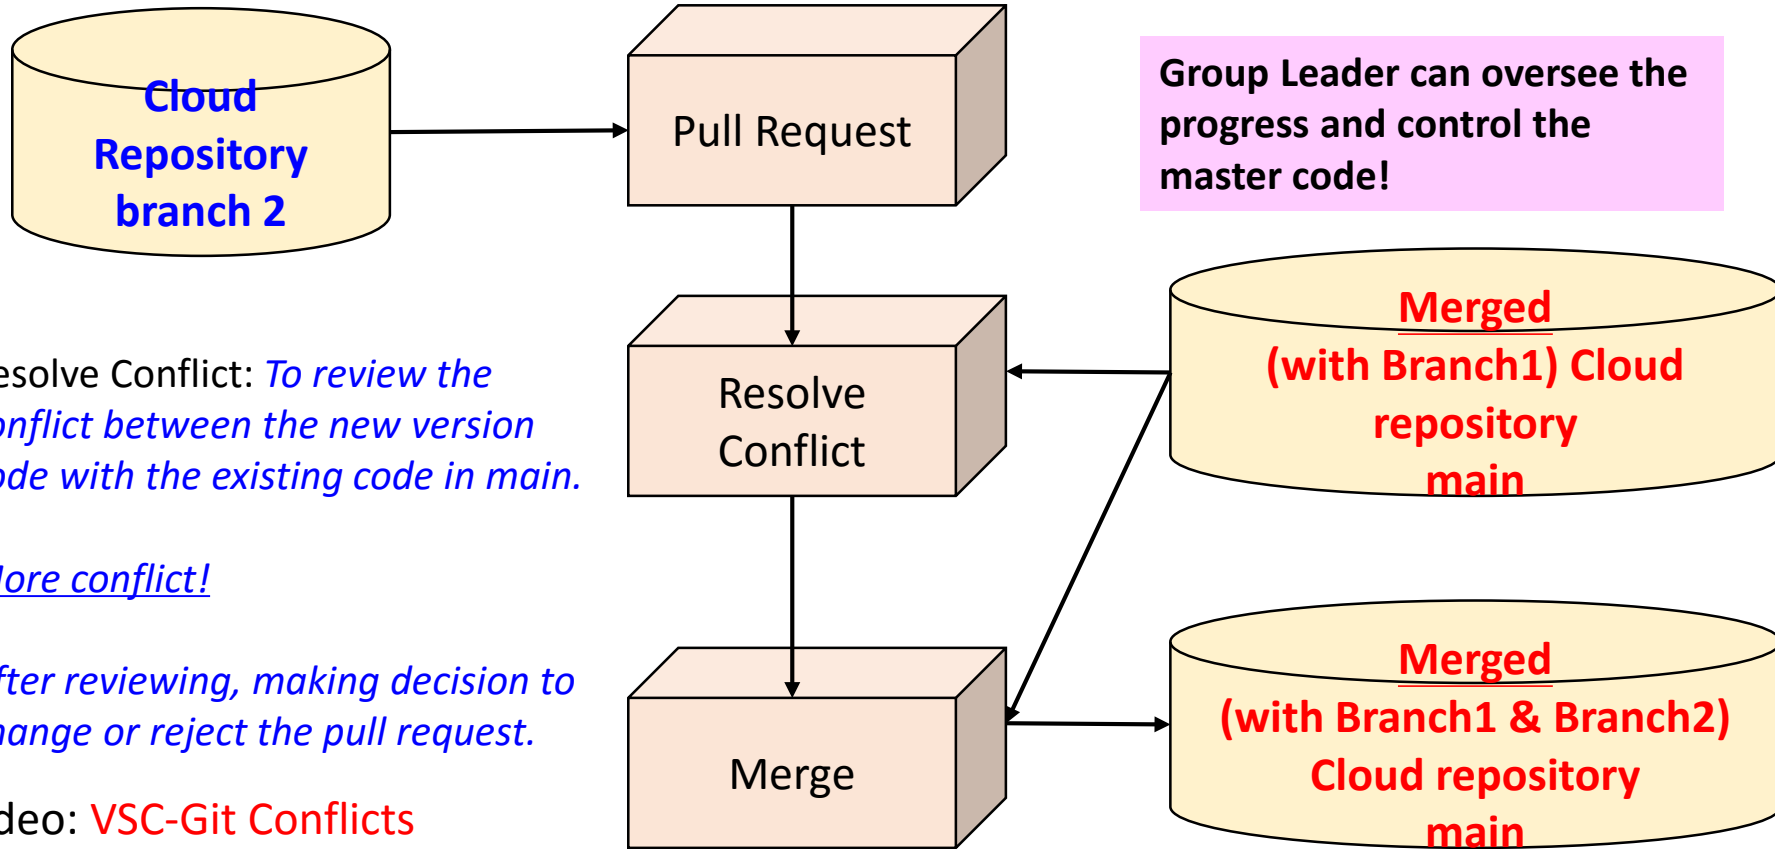 Cloud
Repository
branch 2
Pull Request
Group Leader can oversee the
progress and control the
master code!
esolve Conflict: To review the
onflict between the new version
ode with the existing code in main.
ore conflict!
fter reviewing, making decision to
hange or reject the pull request.
deo: VSC-Git Conflicts
Resolve
Conflict
Merged
(with Branch1) Cloud
repository
main
Merge
Merged
(with Branch1 & Branch2)
Cloud repository
main